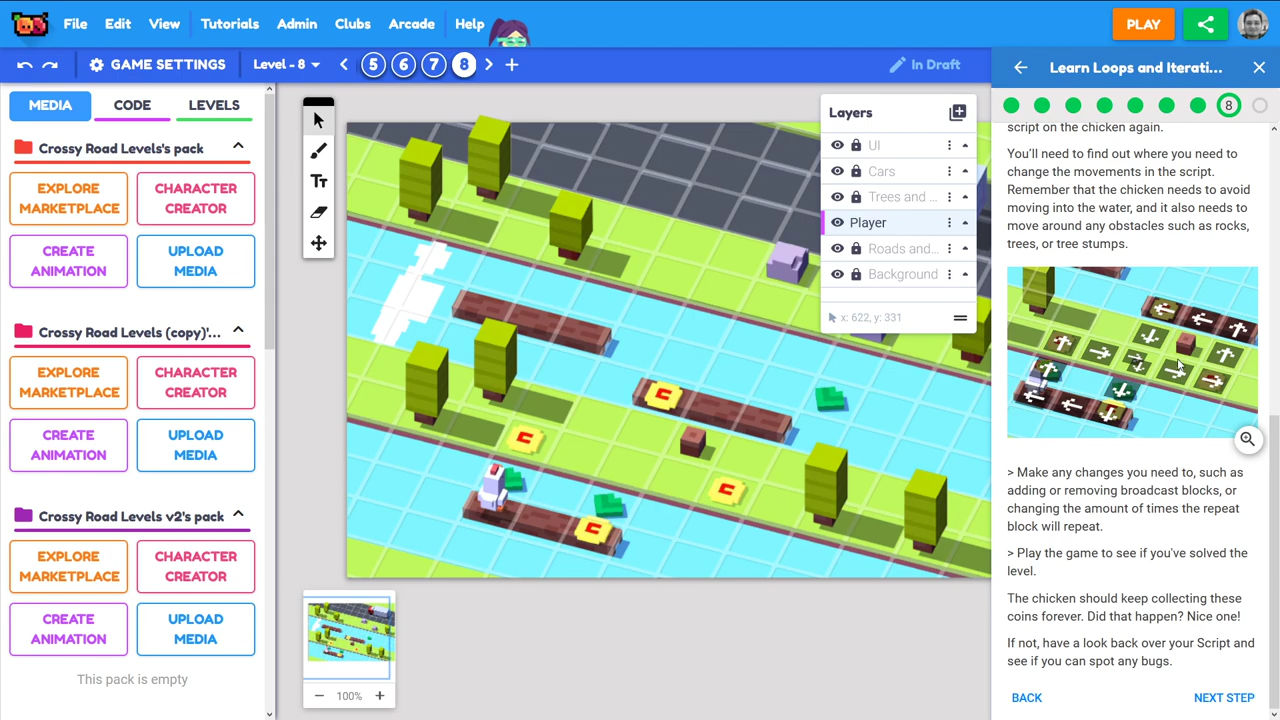 File Edit View Tutorials Admin Clubs Arcade Help PLAY
GAME SETTINGS Level - 8 5 6 7 8 In Draft Learn Loops and Iterati...
MEDIA CODE LEVELS
8
Crossy Road Levels's pack
EXPLORE MARKETPLACE
CHARACTER CREATOR
CREATE ANIMATION
UPLOAD MEDIA
Crossy Road Levels (copy)'...
EXPLORE MARKETPLACE
CHARACTER CREATOR
CREATE ANIMATION
UPLOAD MEDIA
Crossy Road Levels v2's pack
EXPLORE MARKETPLACE
CHARACTER CREATOR
CREATE ANIMATION
UPLOAD MEDIA
This pack is empty
Tт
Layers
UI
Cars
Trees and ...
Player
Roads and...
Background
x: 622, y: 331
100%
script on the chicken again.
You'll need to find out where you need to
change the movements in the script.
Remember that the chicken needs to avoid
moving into the water, and it also needs to
move around any obstacles such as rocks,
trees, or tree stumps.
> Make any changes you need to, such as
adding or removing broadcast blocks, or
changing the amount of times the repeat
block will repeat.
> Play the game to see if you've solved the
level.
The chicken should keep collecting these
coins forever. Did that happen? Nice one!
If not, have a look back over your Script and
see if you can spot any bugs.
BACK NEXT STEP